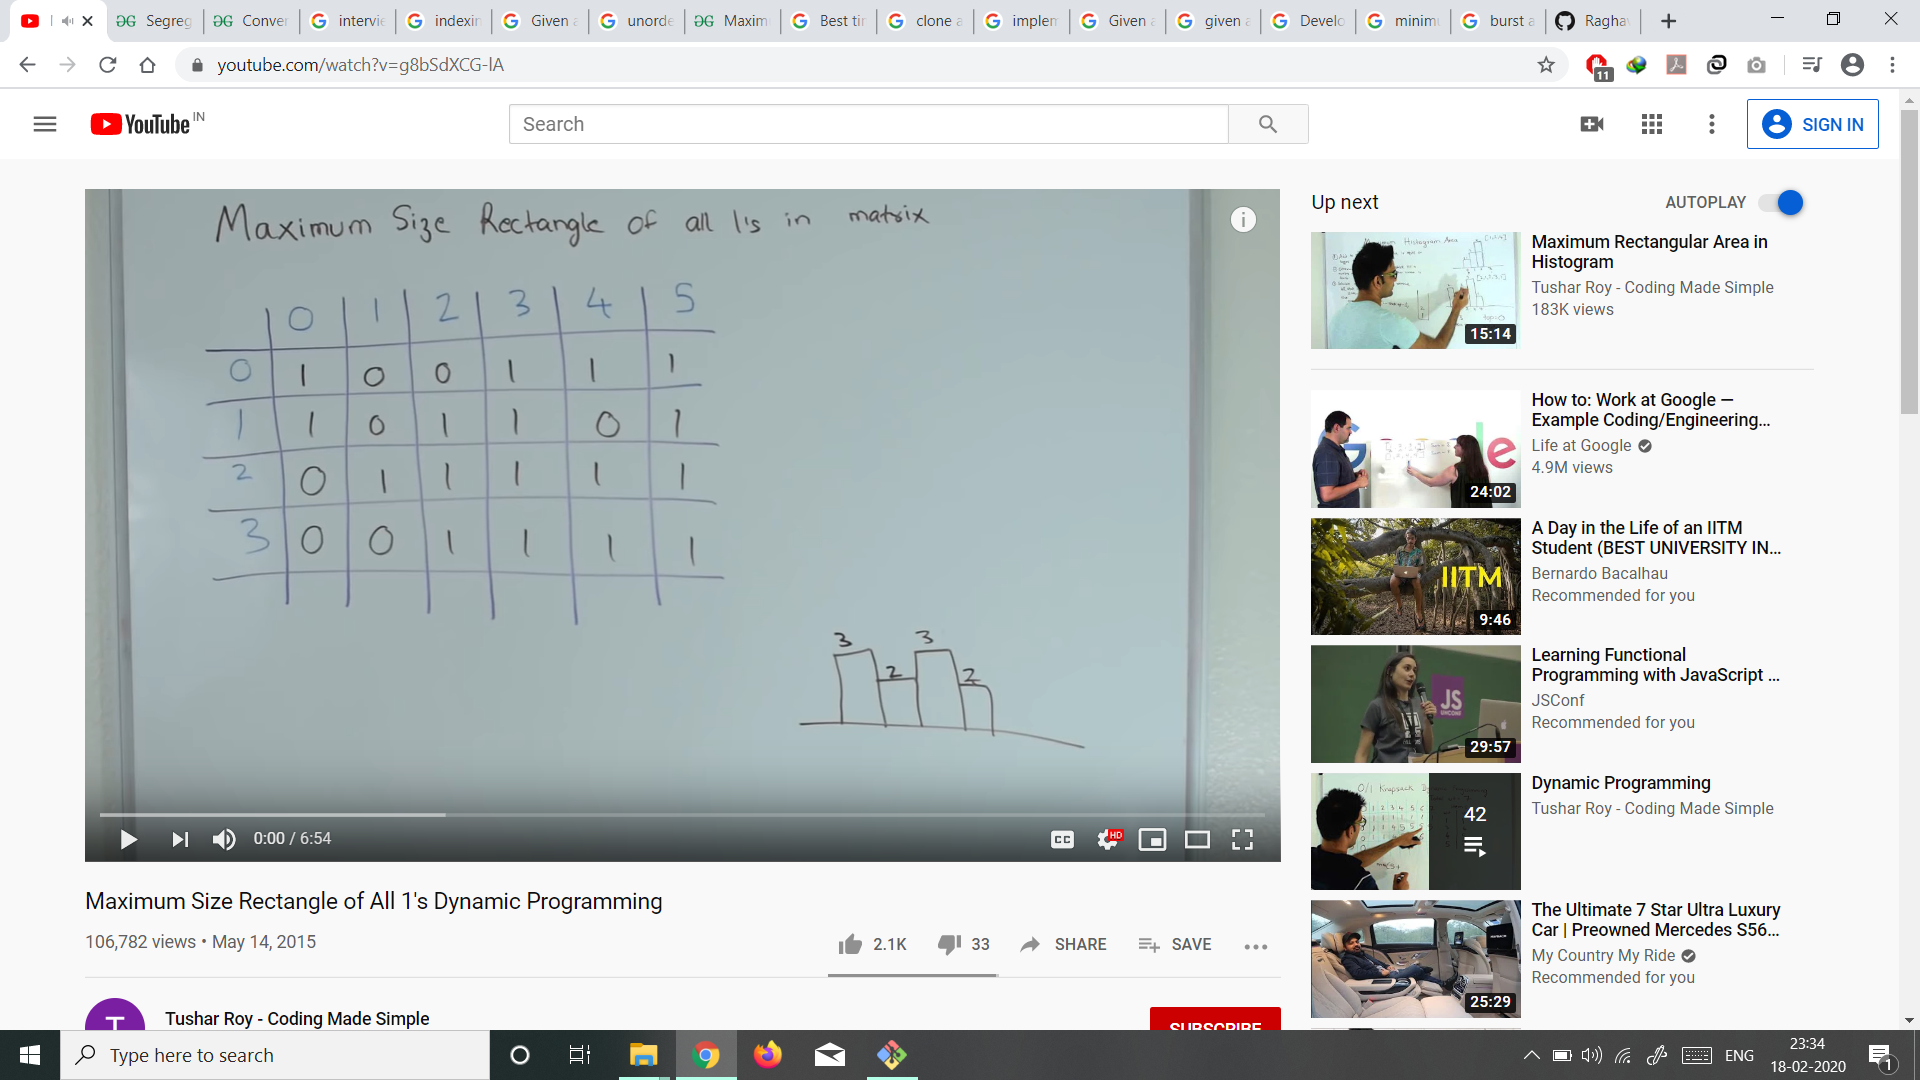 Segreg
Conver
intervie
indexin
Given a
unorde
Maxim
Best tir
clone a
implem
Given a
given a
Develo
minimu
burst a
Raghav
youtube.com/watch?v=g8bSdXCG-lA
11
YouTube IN
Search
SIGN IN
Maximum Size Rectangle of all 1's in matrix
0 1 2 3 4 5
0 1 0 0 1 1 1
1 1 0 1 1 0 1
2 0 1 1 1 1 1
3 0 0 1 1 1 1
3 2 3 2
0:00 / 6:54
CC
HD
Maximum Size Rectangle of All 1's Dynamic Programming
106,782 views • May 14, 2015
2.1K
33
SHARE
SAVE
T
Tushar Roy - Coding Made Simple
SUBSCRIBE
Up next
AUTOPLAY
15:14
Maximum Rectangular Area in
Histogram
Tushar Roy - Coding Made Simple
183K views
24:02
How to: Work at Google —
Example Coding/Engineering...
Life at Google
4.9M views
IITM
9:46
A Day in the Life of an IITM
Student (BEST UNIVERSITY IN...
Bernardo Bacalhau
Recommended for you
JS
29:57
Learning Functional
Programming with JavaScript ...
JSConf
Recommended for you
42
Dynamic Programming
Tushar Roy - Coding Made Simple
25:29
The Ultimate 7 Star Ultra Luxury
Car | Preowned Mercedes S56...
My Country My Ride
Recommended for you
Type here to search
ENG
23:34
18-02-2020
1